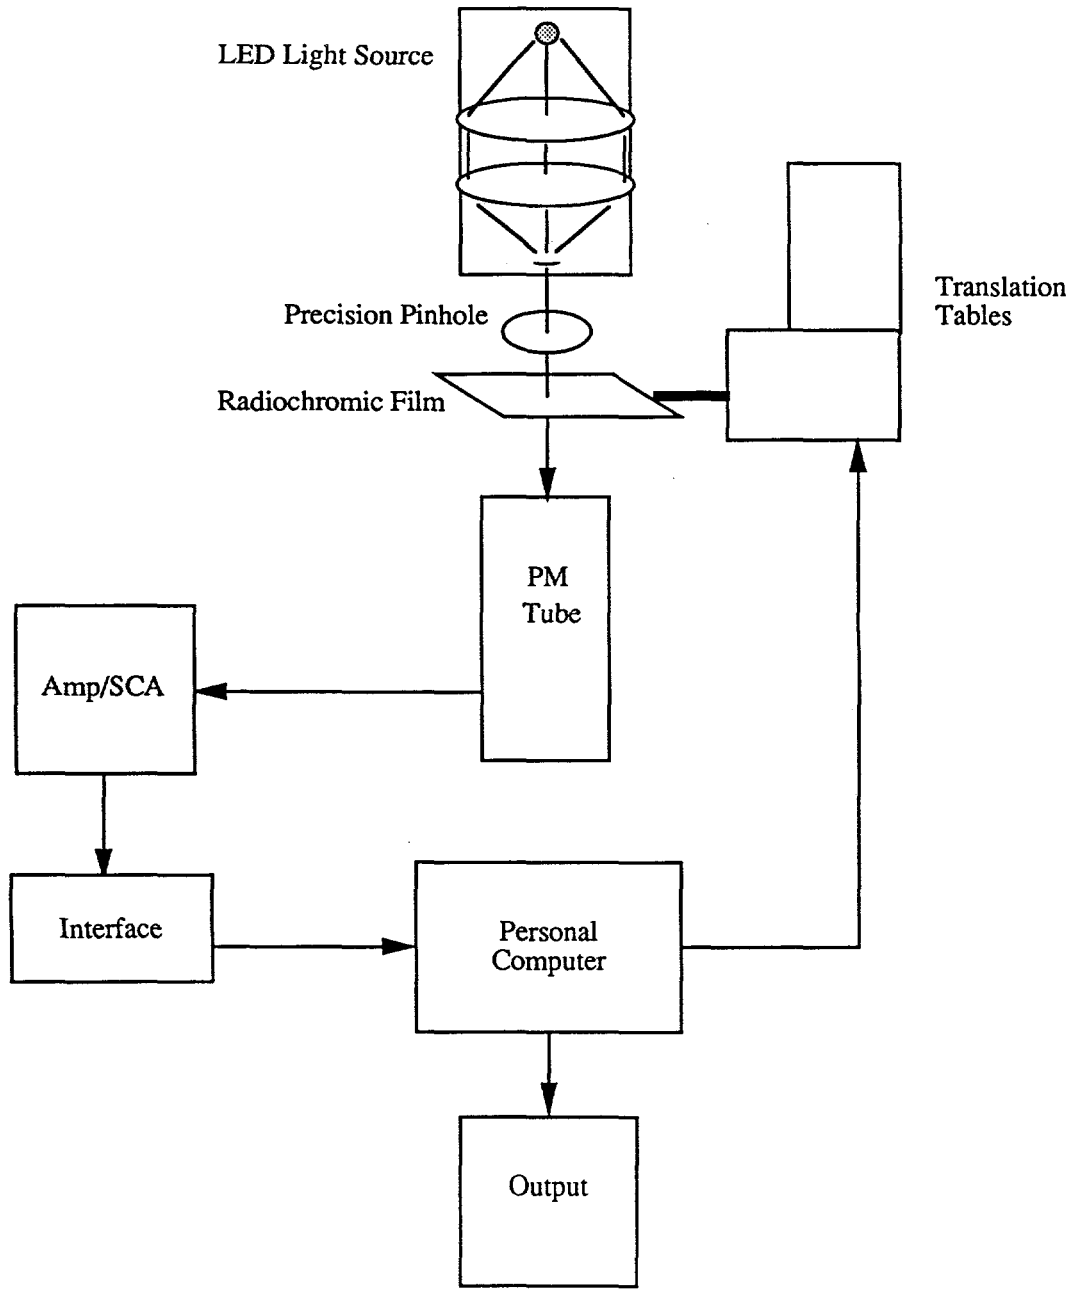 LED Light Source
Translation
Tables
Precision Pinhole
Radiochromic Film
PM
Tube
Amp/SCA
Interface
Personal
Computer
Output